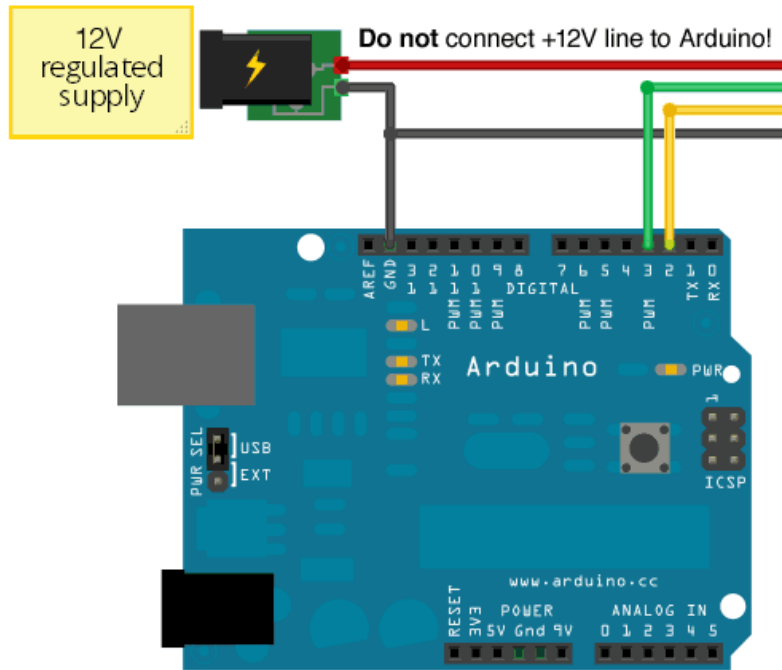 12V
regulated
supply
Do not connect +12V line to Arduino!
AREF
GND
13
12
11
10
9
8
7
6
5
4
3
2
1
0
PWM
PWM
PWM
PWM
PWM
PWM
TX
RX
DIGITAL
L
TX
RX
Arduino
PWR
1
ICSP
PWR SEL
USB
EXT
www.arduino.cc
RESET
3V3
POWER
5V Gnd 9V
ANALOG IN
0 1 2 3 4 5